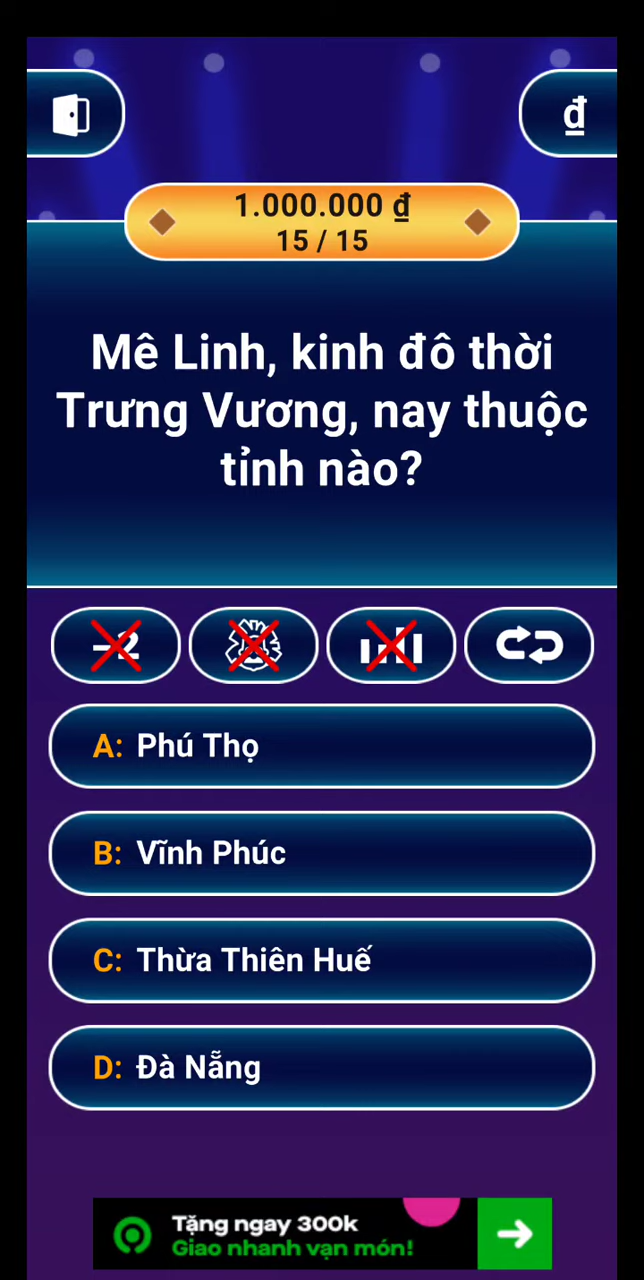 đ
1.000.000 đ
15 / 15
Mê Linh, kinh đô thời
Trưng Vương, nay thuộc
tỉnh nào?
-2
A: Phú Thọ
B: Vĩnh Phúc
C: Thừa Thiên Huế
D: Đà Nẵng
Tặng ngay 300k
Giao nhanh vạn món!